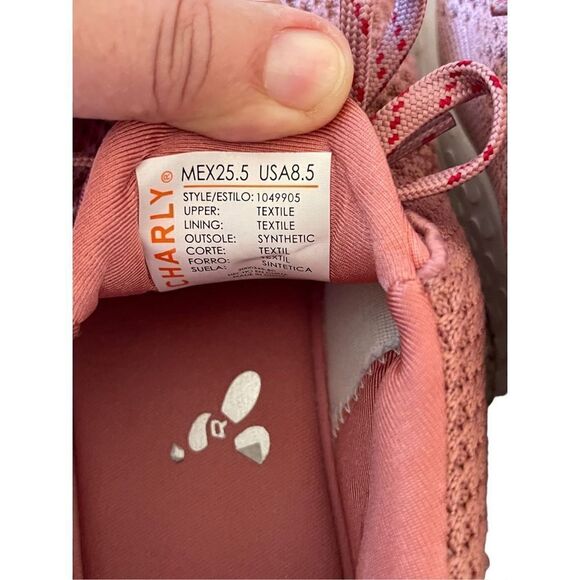 CHARLY®
MEX25.5 USA8.5
STYLE/ESTILO: 1049905
UPPER: TEXTILE
LINING: TEXTILE
OUTSOLE: SYNTHETIC
CORTE: TEXTIL
FORRO: TEXTIL
SUELA: SINTETICA